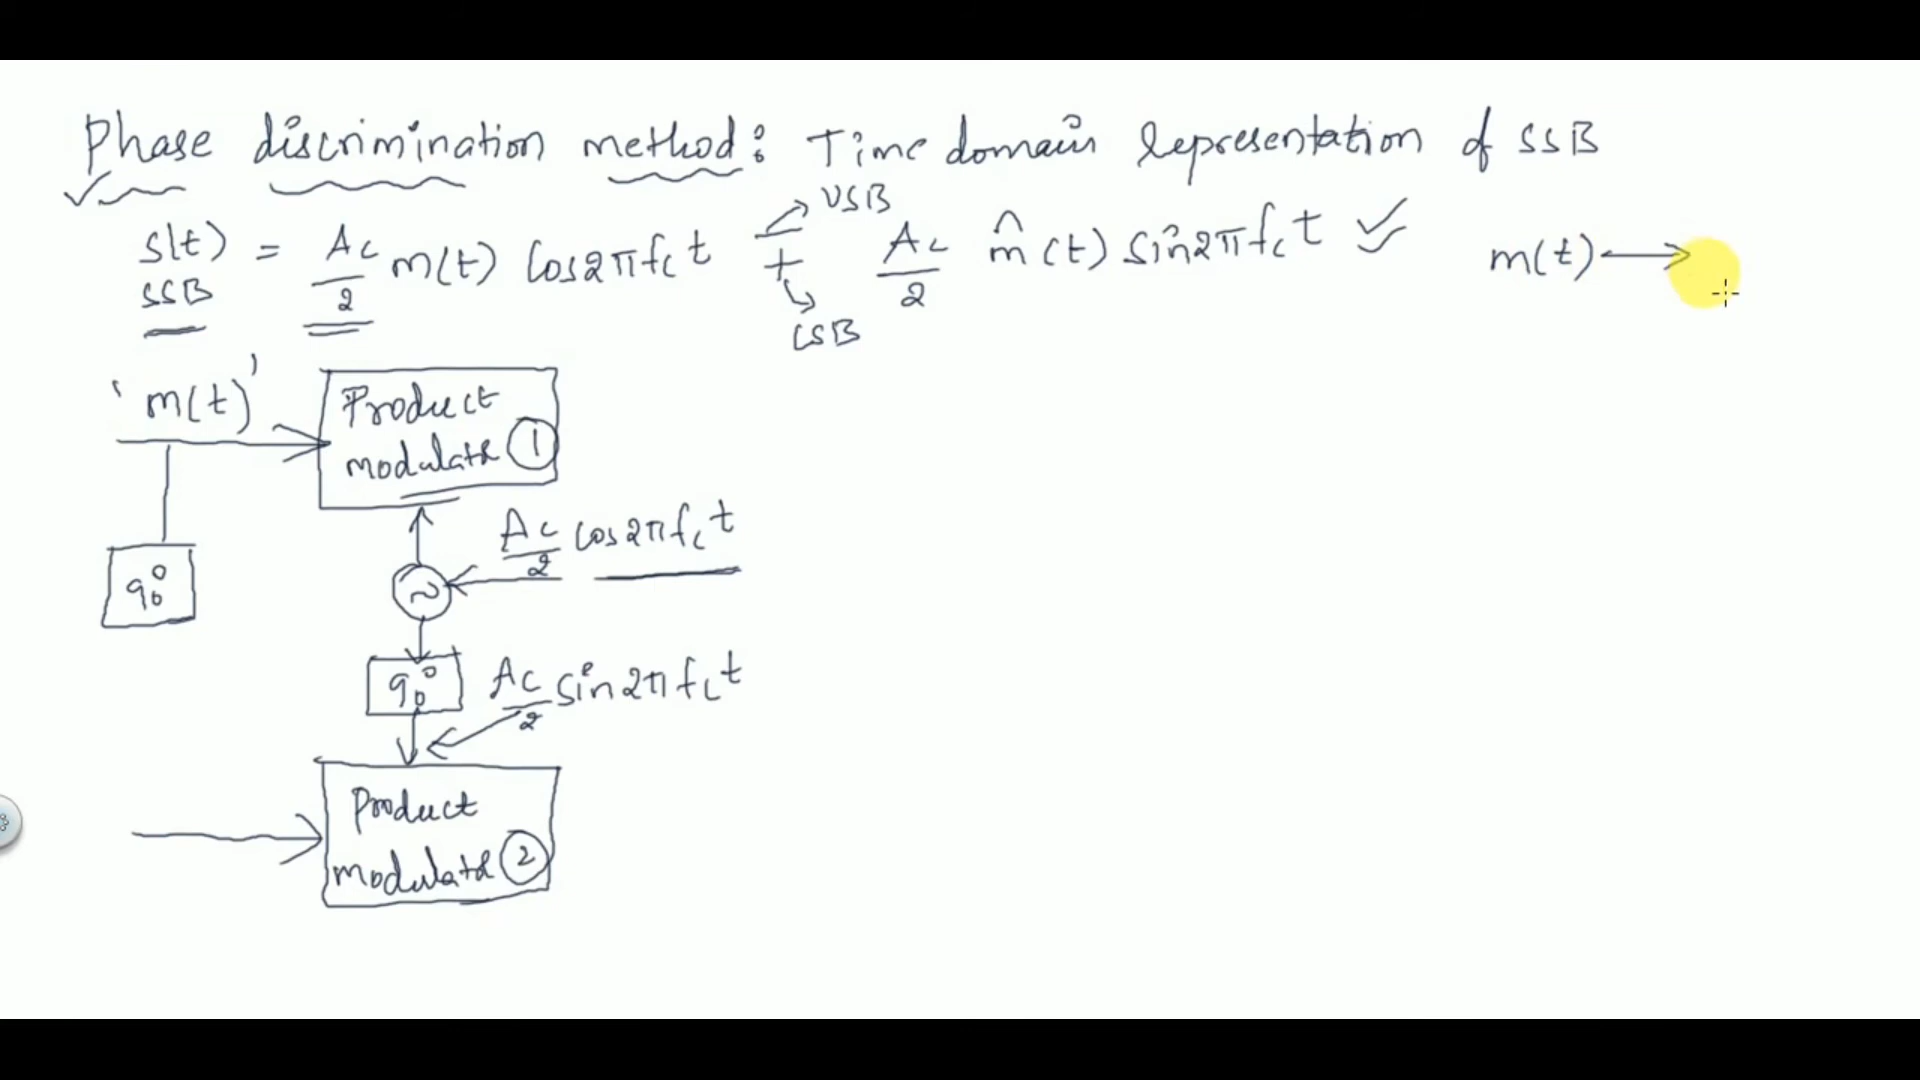 Phase discrimination method: Time domain representation of SSB
USB
s(t) = Ac/2 m(t) cos2πfct ∓ Ac/2 m̂(t) sin2πfct ✓ m(t) →
SSB
LSB
'm(t)'
Product
modulator 1
Ac/2 cos2πfct
90°
~
90° Ac/2 sin2πfct
Product
modulator 2